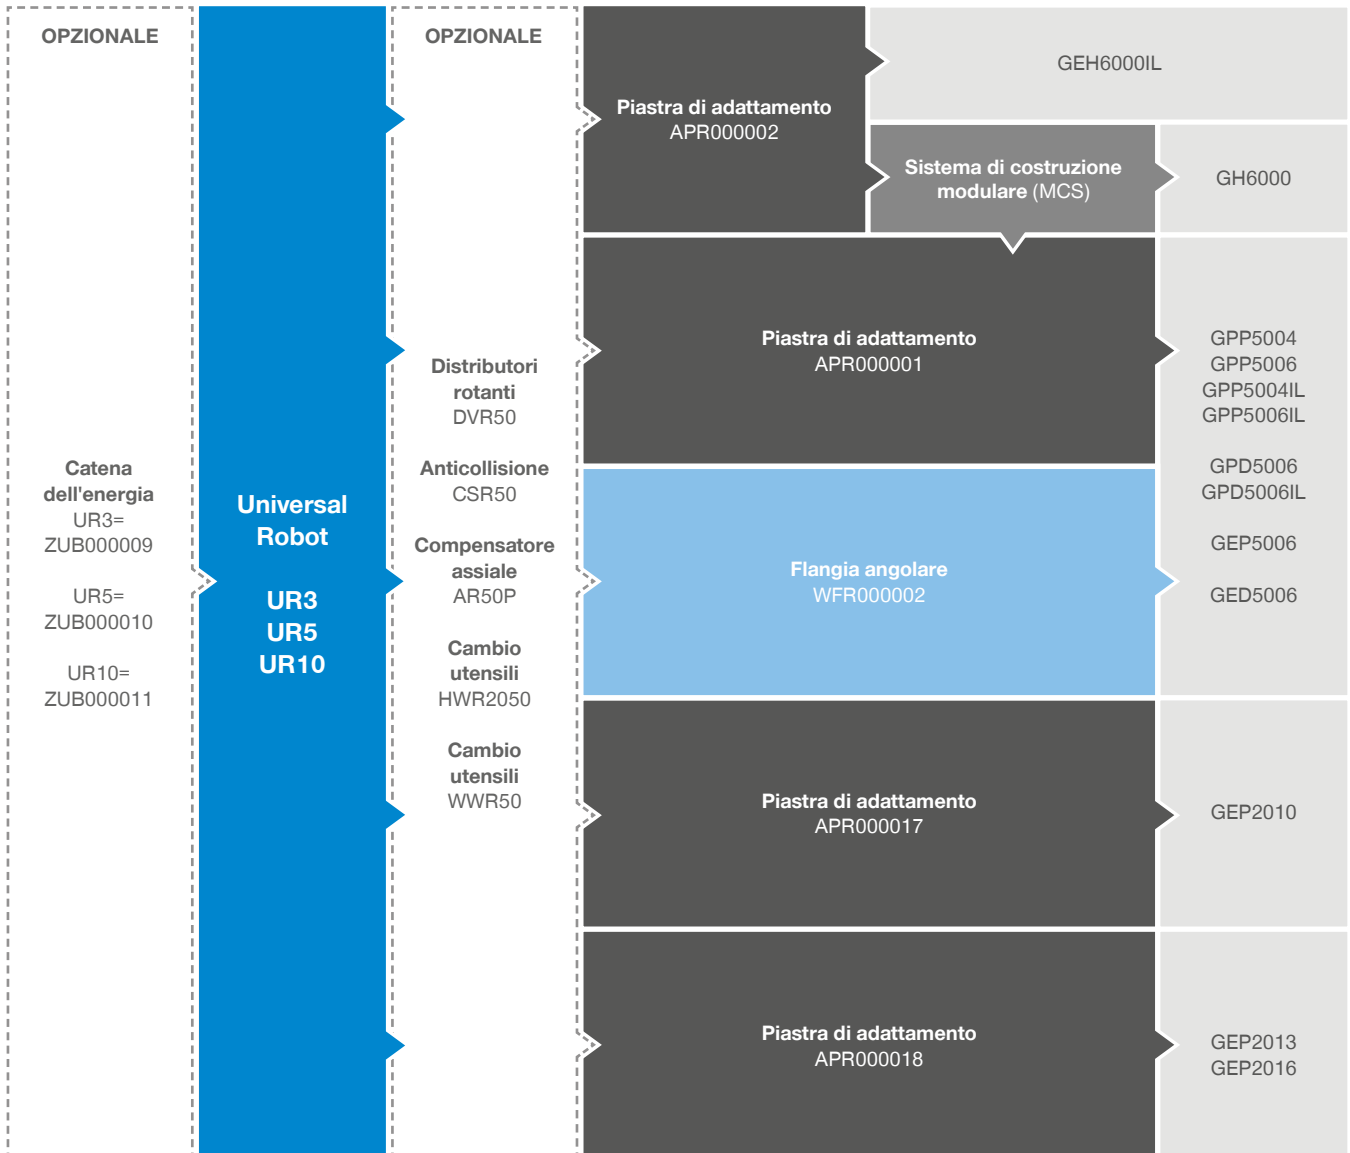 OPZIONALE
Catena
dell'energia
UR3=
ZUB000009
UR5=
ZUB000010
UR10=
ZUB000011
Universal
Robot
UR3
UR5
UR10
OPZIONALE
Distributori
rotanti
DVR50
Anticollisione
CSR50
Compensatore
assiale
AR50P
Cambio
utensili
HWR2050
Cambio
utensili
WWR50
Piastra di adattamento
APR000002
GEH6000IL
Sistema di costruzione
modulare (MCS)
GH6000
Piastra di adattamento
APR000001
Flangia angolare
WFR000002
GPP5004
GPP5006
GPP5004IL
GPP5006IL
GPD5006
GPD5006IL
GEP5006
GED5006
Piastra di adattamento
APR000017
GEP2010
Piastra di adattamento
APR000018
GEP2013
GEP2016